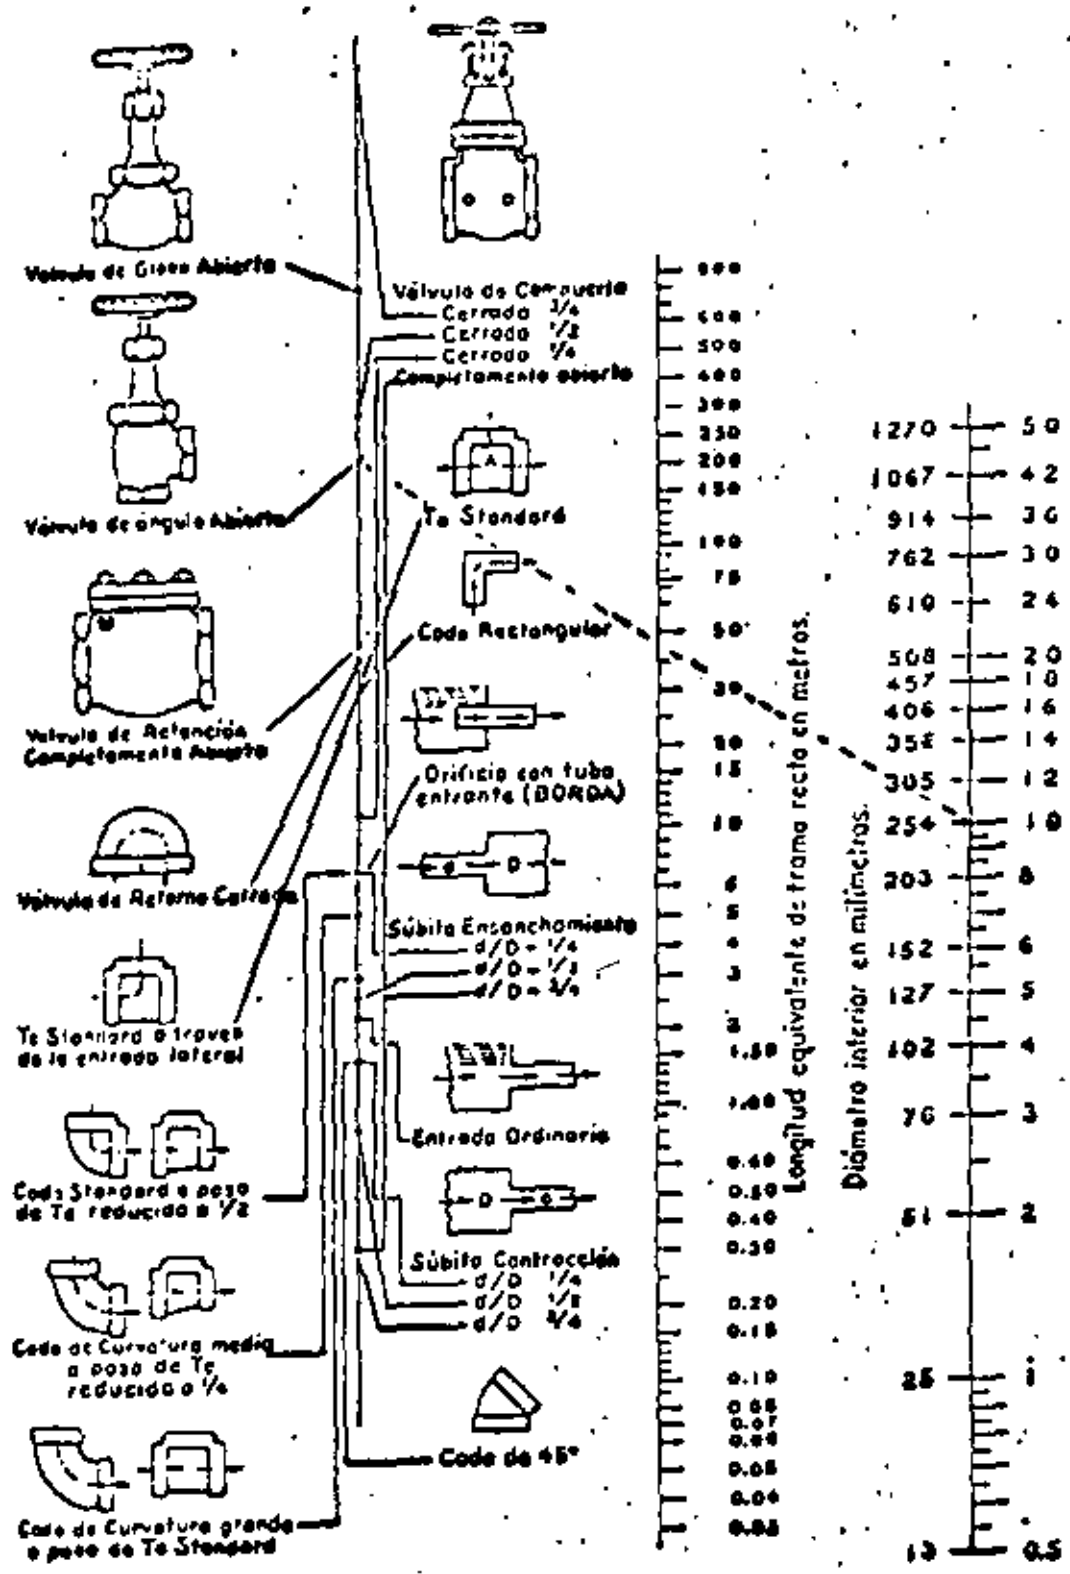 Válvula de Globo Abierta
Válvula de Compuerta
Cerrada 3/4
Cerrada 1/2
Cerrada 1/4
Completamente abierta
Válvula de ángulo Abierta
A
Te Standard
Codo Rectangular
Válvula de Retención
Completamente Abierta
Orificio con tubo
entrante (BORDA)
Válvula de Retorno Cerrada
d D
Súbito Ensanchamiento
d/D - 1/4
d/D - 1/2
d/D - 3/4
Te Standard a traves
de la entrada lateral
Entrada Ordinaria
Codo Standard o paso
de Te reducido a 1/2
D d
Súbita Contracción
d/D 1/4
d/D 1/2
d/D 3/4
Codo de Curvatura media
o paso de Te
reducido a 1/4
Codo de 45°
Codo de Curvatura grande
o paso de Te Standard
600
500
400
300
250
200
150
100
75
50
30
20
15
10
6
5
4
3
2
1.50
1.00
0.60
0.50
0.40
0.30
0.20
0.15
0.10
0.08
0.07
0.06
0.05
0.04
0.03
Longitud equivalente de tramo recto en metros.
Diámetro interior en milímetros.
1270 50
1067 42
914 36
762 30
610 24
508 20
457 18
406 16
14
305 12
254 10
203 8
152 6
127 5
102 4
76 3
51 2
25 1
13 0.5